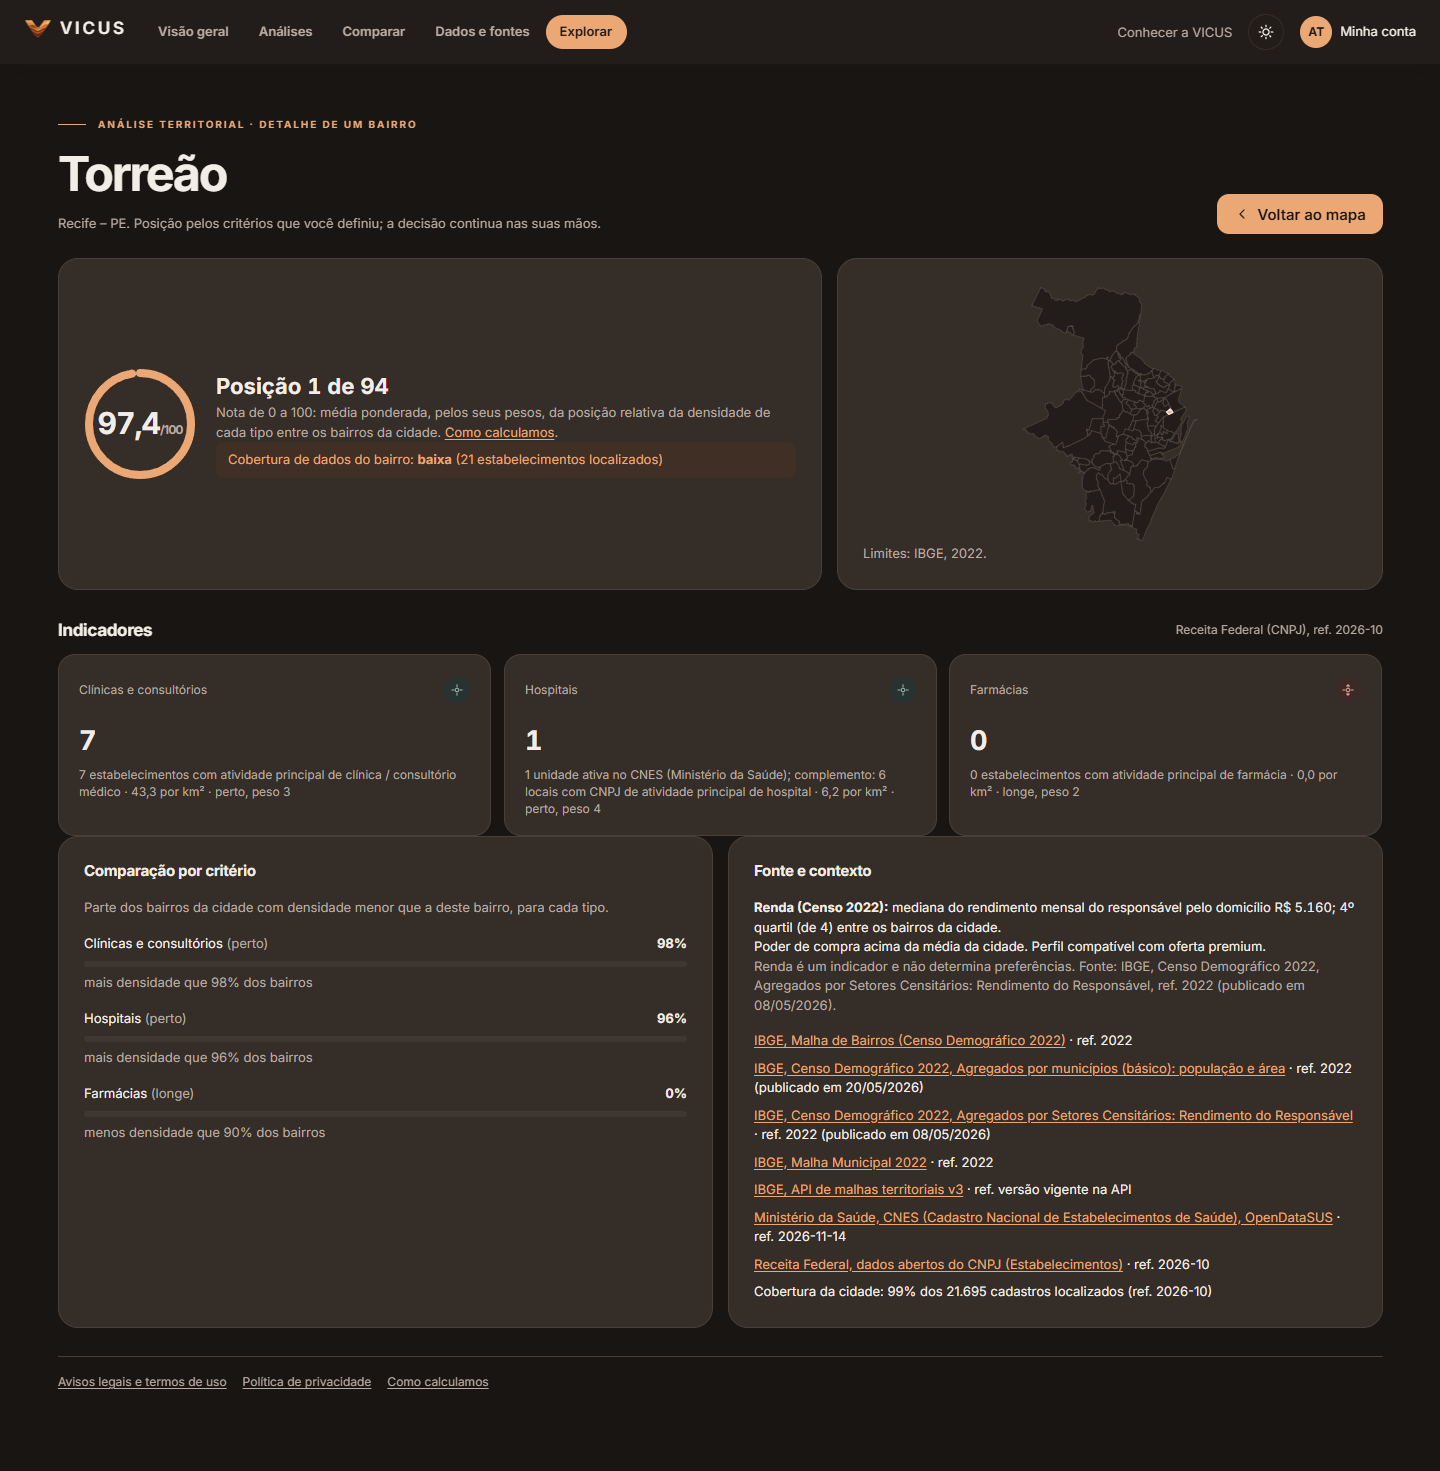 VICUS
Visão geral
Análises
Comparar
Dados e fontes
Explorar
Conhecer a VICUS
AT
Minha conta
ANÁLISE TERRITORIAL · DETALHE DE UM BAIRRO
Torreão
Recife – PE. Posição pelos critérios que você definiu; a decisão continua nas suas mãos.
Voltar ao mapa
97,4/100
Posição 1 de 94
Nota de 0 a 100: média ponderada, pelos seus pesos, da posição relativa da densidade de
cada tipo entre os bairros da cidade. Como calculamos.
Cobertura de dados do bairro: baixa (21 estabelecimentos localizados)
Limites: IBGE, 2022.
Indicadores
Receita Federal (CNPJ), ref. 2026-10
Clínicas e consultórios
7
7 estabelecimentos com atividade principal de clínica / consultório
médico · 43,3 por km² · perto, peso 3
Hospitais
1
1 unidade ativa no CNES (Ministério da Saúde); complemento: 6
locais com CNPJ de atividade principal de hospital · 6,2 por km² ·
perto, peso 4
Farmácias
0
0 estabelecimentos com atividade principal de farmácia · 0,0 por
km² · longe, peso 2
Comparação por critério
Parte dos bairros da cidade com densidade menor que a deste bairro, para cada tipo.
Clínicas e consultórios (perto) 98%
mais densidade que 98% dos bairros
Hospitais (perto) 96%
mais densidade que 96% dos bairros
Farmácias (longe) 0%
menos densidade que 90% dos bairros
Fonte e contexto
Renda (Censo 2022): mediana do rendimento mensal do responsável pelo domicílio R$ 5.160; 4º
quartil (de 4) entre os bairros da cidade.
Poder de compra acima da média da cidade. Perfil compatível com oferta premium.
Renda é um indicador e não determina preferências. Fonte: IBGE, Censo Demográfico 2022,
Agregados por Setores Censitários: Rendimento do Responsável, ref. 2022 (publicado em
08/05/2026).
IBGE, Malha de Bairros (Censo Demográfico 2022) · ref. 2022
IBGE, Censo Demográfico 2022, Agregados por municípios (básico): população e área · ref. 2022
(publicado em 20/05/2026)
IBGE, Censo Demográfico 2022, Agregados por Setores Censitários: Rendimento do Responsável
· ref. 2022 (publicado em 08/05/2026)
IBGE, Malha Municipal 2022 · ref. 2022
IBGE, API de malhas territoriais v3 · ref. versão vigente na API
Ministério da Saúde, CNES (Cadastro Nacional de Estabelecimentos de Saúde), OpenDataSUS ·
ref. 2026-11-14
Receita Federal, dados abertos do CNPJ (Estabelecimentos) · ref. 2026-10
Cobertura da cidade: 99% dos 21.695 cadastros localizados (ref. 2026-10)
Avisos legais e termos de uso
Política de privacidade
Como calculamos